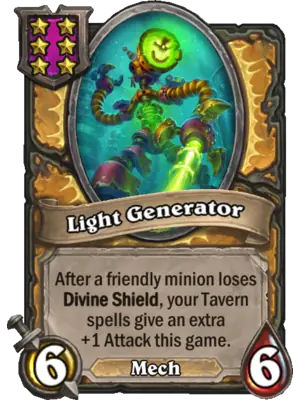 Light Generator
After a friendly minion loses
Divine Shield, your Tavern
spells give an extra
+1 Attack this game.
6
Mech
6